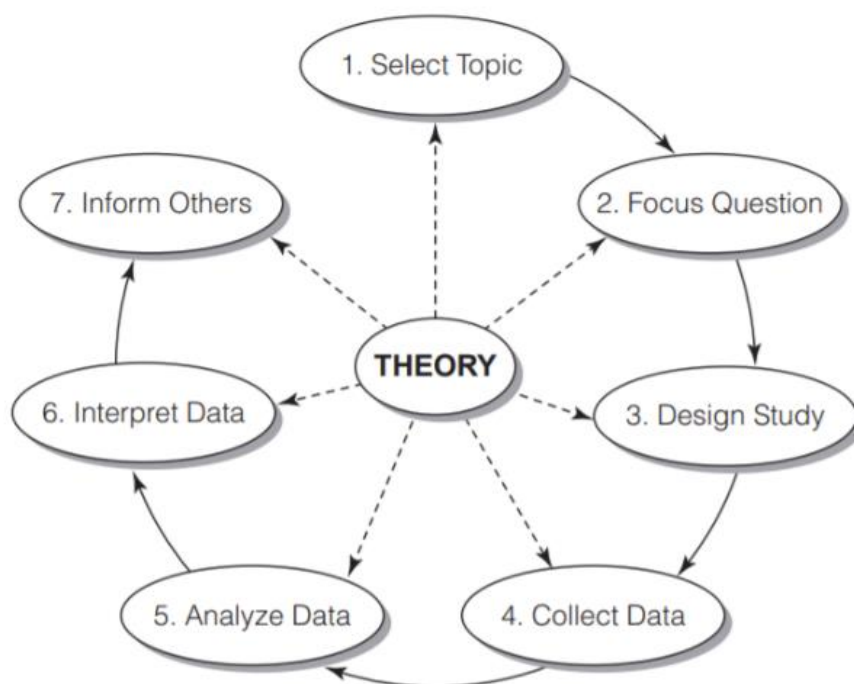 1. Select Topic
2. Focus Question
3. Design Study
4. Collect Data
5. Analyze Data
6. Interpret Data
7. Inform Others
THEORY